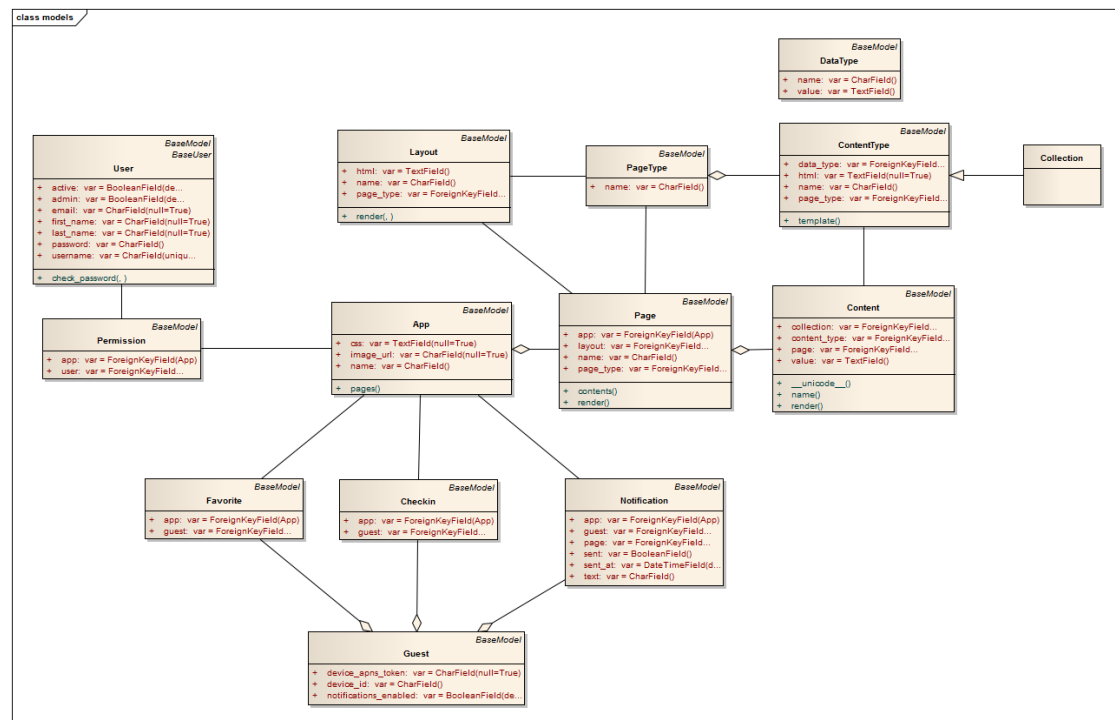 class models
BaseModel
DataType
+ name: var = CharField()
+ value: var = TextField()
BaseModel
BaseUser
User
+ active: var = BooleanField(de...
+ admin: var = BooleanField(de...
+ email: var = CharField(null=True)
+ first_name: var = CharField(null=True)
+ last_name: var = CharField(null=True)
+ password: var = CharField()
+ username: var = CharField(uniqu...
+ check_password(, )
BaseModel
Layout
+ html: var = TextField()
+ name: var = CharField()
+ page_type: var = ForeignKeyField...
+ render(, )
BaseModel
PageType
+ name: var = CharField()
BaseModel
ContentType
+ data_type: var = ForeignKeyField...
+ html: var = TextField(null=True)
+ name: var = CharField()
+ page_type: var = ForeignKeyField...
+ template()
Collection
BaseModel
Permission
+ app: var = ForeignKeyField(App)
+ user: var = ForeignKeyField...
BaseModel
App
+ css: var = TextField(null=True)
+ image_url: var = CharField(null=True)
+ name: var = CharField()
+ pages()
BaseModel
Page
+ app: var = ForeignKeyField(App)
+ layout: var = ForeignKeyField...
+ name: var = CharField()
+ page_type: var = ForeignKeyField...
+ contents()
+ render()
BaseModel
Content
+ collection: var = ForeignKeyField...
+ content_type: var = ForeignKeyField...
+ page: var = ForeignKeyField...
+ value: var = TextField()
+ __unicode__()
+ name()
+ render()
BaseModel
Favorite
+ app: var = ForeignKeyField(App)
+ guest: var = ForeignKeyField...
BaseModel
Checkin
+ app: var = ForeignKeyField(App)
+ guest: var = ForeignKeyField...
BaseModel
Notification
+ app: var = ForeignKeyField(App)
+ guest: var = ForeignKeyField...
+ page: var = ForeignKeyField...
+ sent: var = BooleanField()
+ sent_at: var = DateTimeField(d...
+ text: var = CharField()
BaseModel
Guest
+ device_apns_token: var = CharField(null=True)
+ device_id: var = CharField()
+ notifications_enabled: var = BooleanField(de...